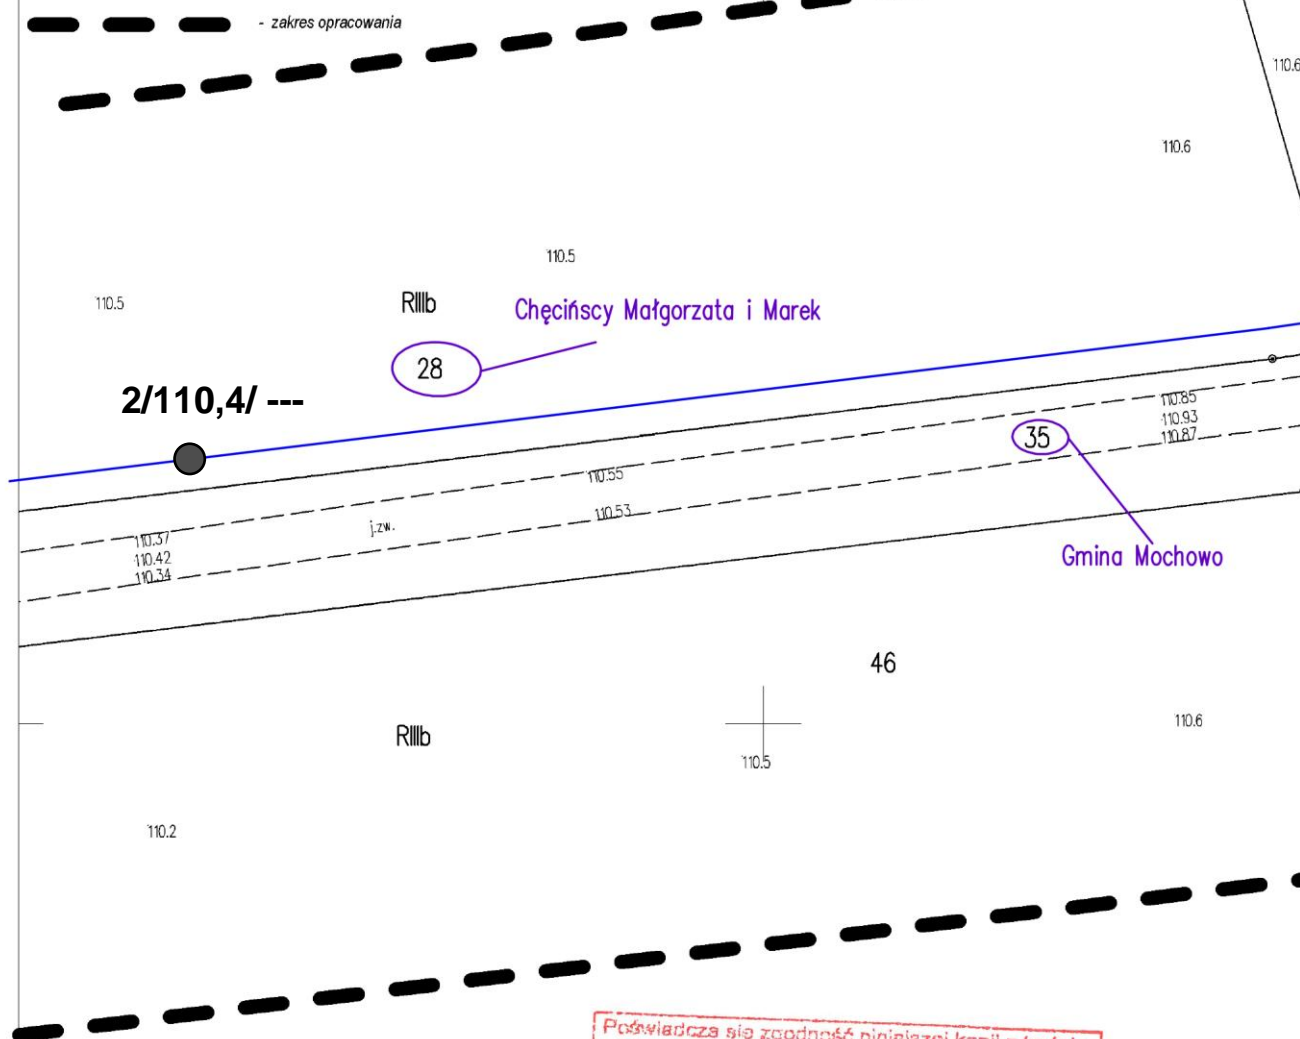 - zakres opracowania
110.6
110.6
110.5
110.5
RIIIb
Chęcińscy Małgorzata i Marek
28
2/110,4/ ---
110.85
110.93
110.87
35
110.55
110.53
j.zw.
110.37
110.42
110.34
Gmina Mochowo
46
RIIIb
110.6
110.5
110.2
Poświadcza się zgodność niniejszej kopii